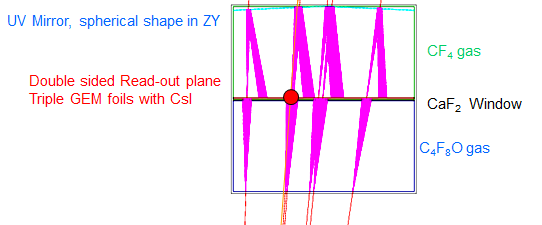 UV Mirror, spherical shape in ZY
Double sided Read-out plane
Triple GEM foils with CsI
CF₄ gas
CaF₂ Window
C₄F₈O gas